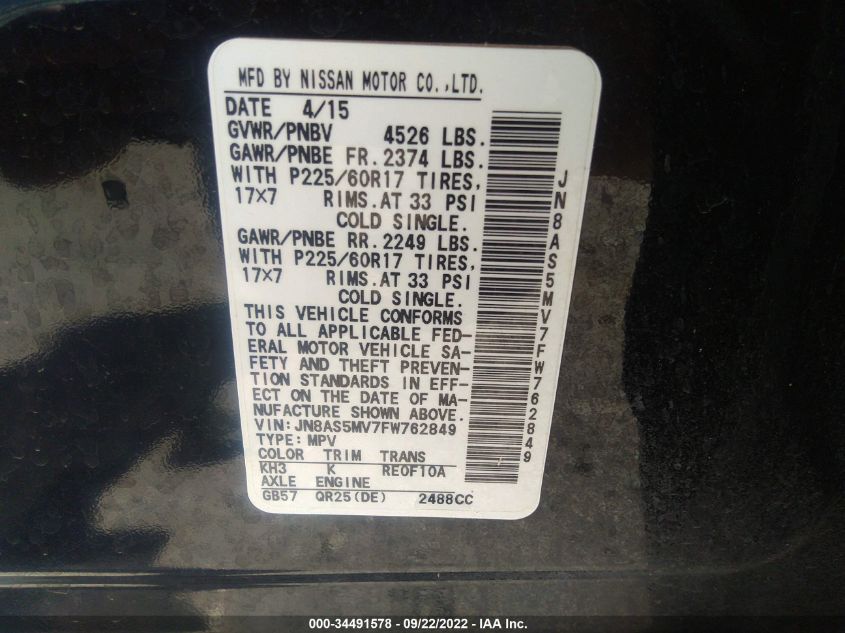 MFD BY NISSAN MOTOR CO.,LTD.
DATE 4/15
GVWR/PNBV 4526 LBS.
GAWR/PNBE FR. 2374 LBS.
WITH P225/60R17 TIRES,
17X7 RIMS.AT 33 PSI
COLD SINGLE.
GAWR/PNBE RR. 2249 LBS.
WITH P225/60R17 TIRES,
17X7 RIMS.AT 33 PSI
COLD SINGLE.
THIS VEHICLE CONFORMS
TO ALL APPLICABLE FED-
ERAL MOTOR VEHICLE SA-
FETY AND THEFT PREVEN-
TION STANDARDS IN EFF-
ECT ON THE DATE OF MA-
NUFACTURE SHOWN ABOVE.
VIN: JN8AS5MV7FW762849
TYPE: MPV
COLOR TRIM TRANS
KH3 K RE0F10A
AXLE ENGINE
GB57 QR25(DE) 2488CC
JN8AS5MV7FW762849
000-34491578 - 09/22/2022 - IAA Inc.